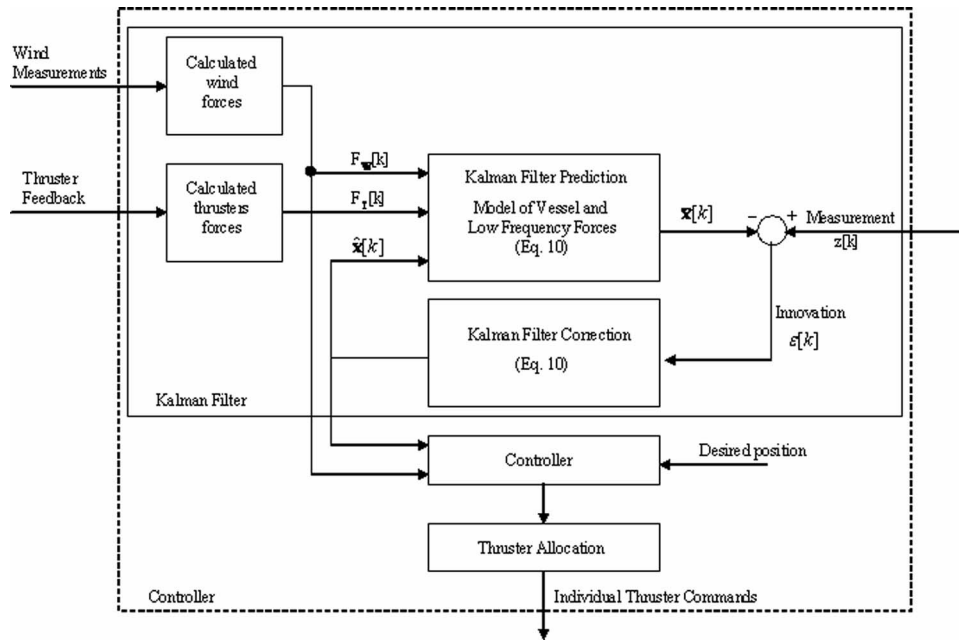 Wind
Measurements
Calculated
wind
forces
Thruster
Feedback
Calculated
thrusters
forces
F_w[k]
F_T[k]
x̂[k]
Kalman Filter Prediction
Model of Vessel and
Low Frequency Forces
(Eq. 10)
x̄[k]
−
+
Measurement
z[k]
Innovation
ε[k]
Kalman Filter Correction
(Eq. 10)
Kalman Filter
Controller
Desired position
Thruster Allocation
Controller
Individual Thruster Commands